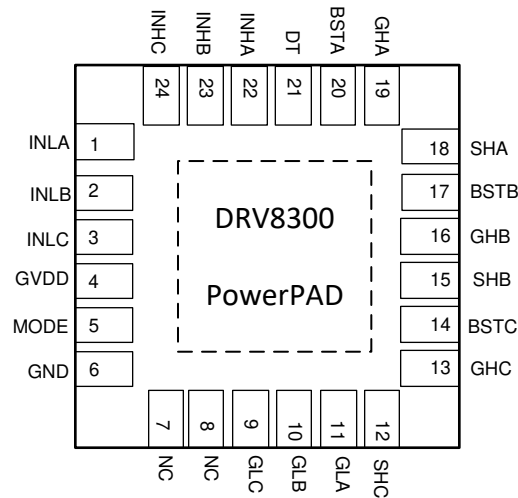 INHC
INHB
INHA
DT
BSTA
GHA
24
23
22
21
20
19
INLA 1
INLB 2
INLC 3
GVDD 4
MODE 5
GND 6
18 SHA
17 BSTB
16 GHB
15 SHB
14 BSTC
13 GHC
DRV8300
PowerPAD
7
8
9
10
11
12
NC
NC
GLC
GLB
GLA
SHC